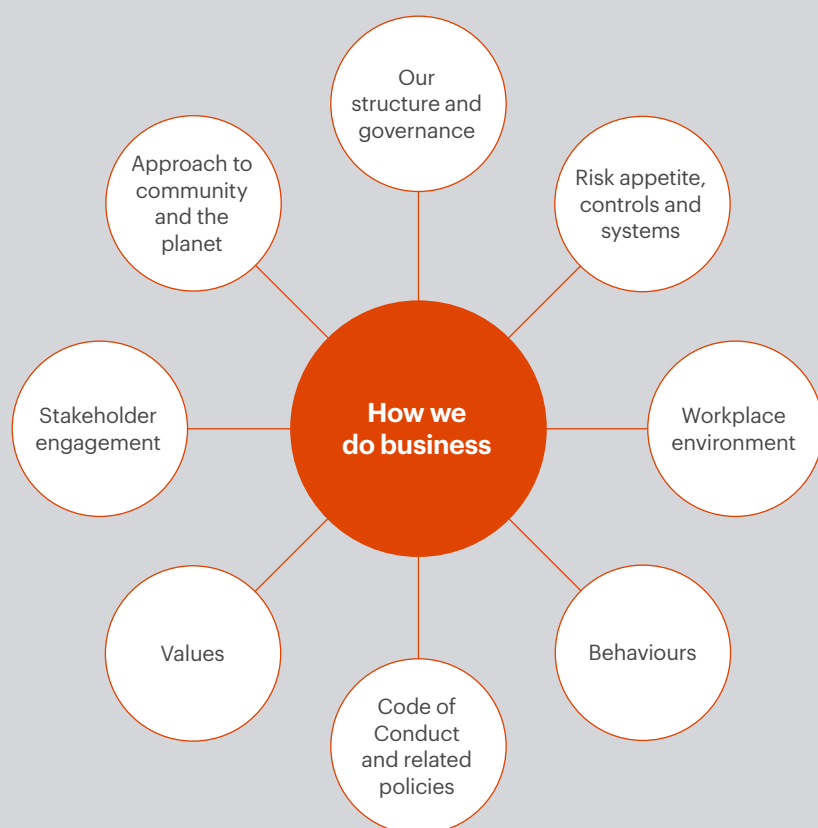 Our
structure and
governance
Risk appetite,
controls and
systems
Workplace
environment
Behaviours
Code of
Conduct
and related
policies
Values
Stakeholder
engagement
Approach to
community
and the
planet
How we
do business